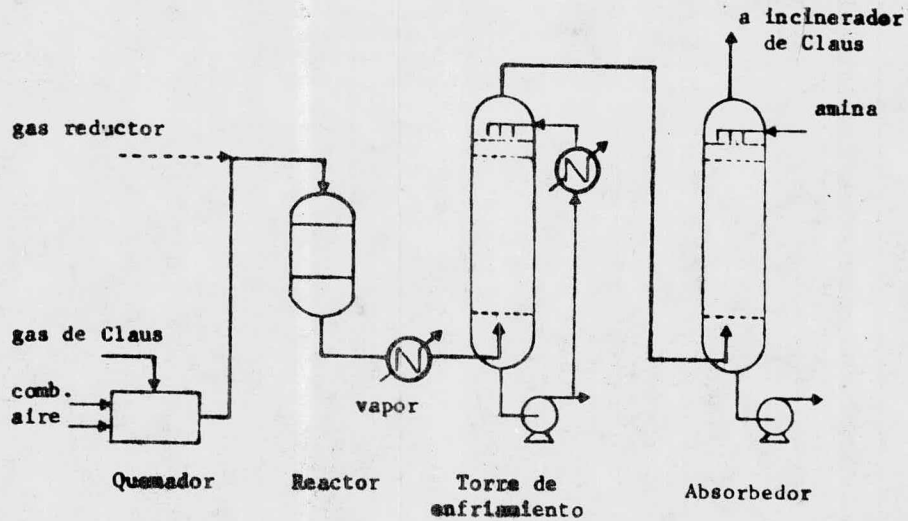 a incinerador
de Claus
gas reductor
amina
gas de Claus
comb.
aire
vapor
Quemador
Reactor
Torre de
enfriamiento
Absorbedor